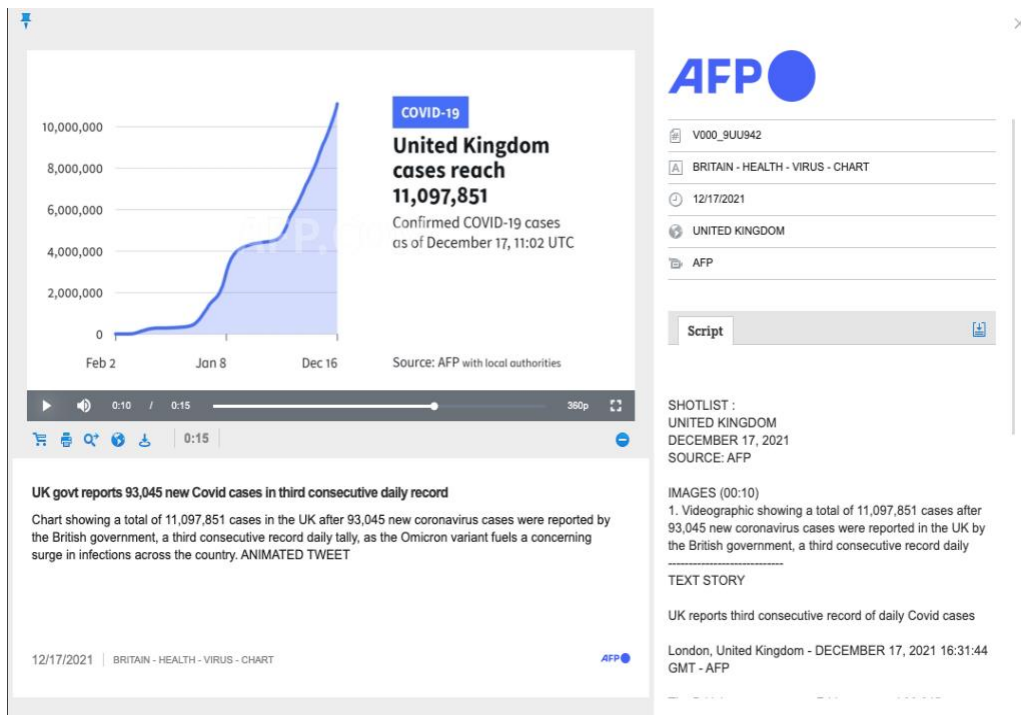 10,000,000
8,000,000
6,000,000
4,000,000
2,000,000
0
Feb 2
Jan 8
Dec 16
COVID-19
United Kingdom
cases reach
11,097,851
Confirmed COVID-19 cases
as of December 17, 11:02 UTC
Source: AFP with local authorities
0:10 / 0:15
360p
0:15
UK govt reports 93,045 new Covid cases in third consecutive daily record
Chart showing a total of 11,097,851 cases in the UK after 93,045 new coronavirus cases were reported by
the British government, a third consecutive record daily tally, as the Omicron variant fuels a concerning
surge in infections across the country. ANIMATED TWEET
12/17/2021 | BRITAIN - HEALTH - VIRUS - CHART
AFP
AFP
V000_9UU942
BRITAIN - HEALTH - VIRUS - CHART
12/17/2021
UNITED KINGDOM
AFP
Script
SHOTLIST :
UNITED KINGDOM
DECEMBER 17, 2021
SOURCE: AFP
IMAGES (00:10)
1. Videographic showing a total of 11,097,851 cases after
93,045 new coronavirus cases were reported in the UK by
the British government, a third consecutive record daily
----------------------------
TEXT STORY
UK reports third consecutive record of daily Covid cases
London, United Kingdom - DECEMBER 17, 2021 16:31:44
GMT - AFP